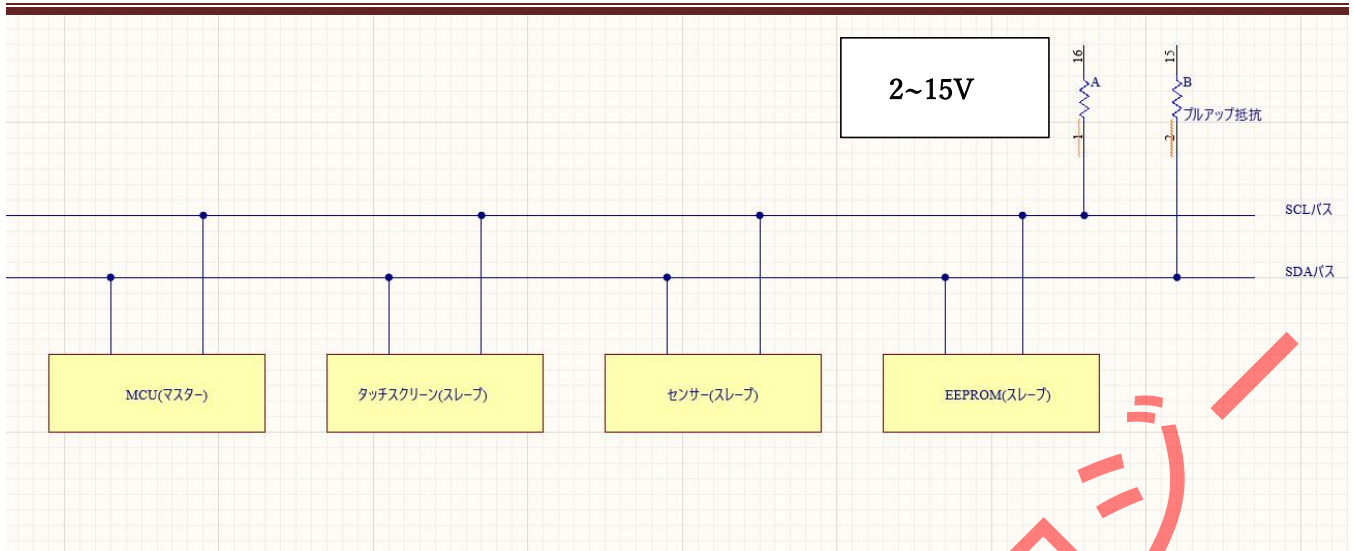 2~15V
16
A
15
B
プルアップ抵抗
1
2
SCLバス
SDAバス
MCU(マスター)
タッチスクリーン(スレーブ)
センサー(スレーブ)
EEPROM(スレーブ)